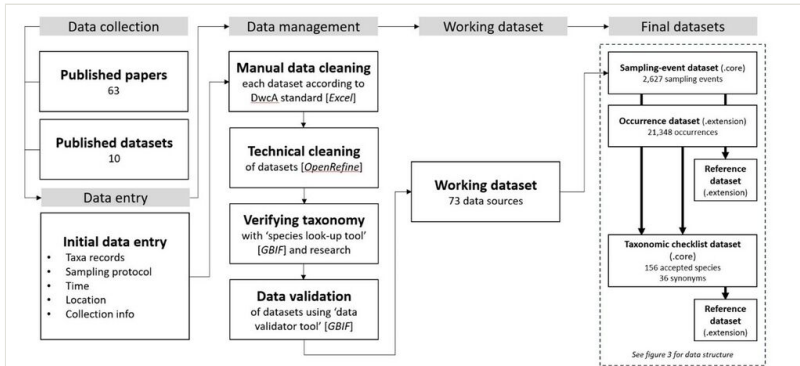 Data collection
Data management
Working dataset
Final datasets
Published papers
63
Published datasets
10
Data entry
Initial data entry
• Taxa records
• Sampling protocol
• Time
• Location
• Collection info
Manual data cleaning
each dataset according to
DwcA standard [Excel]
Technical cleaning
of datasets [OpenRefine]
Verifying taxonomy
with ‘species look-up tool’
[GBIF] and research
Data validation
of datasets using ‘data
validator tool’ [GBIF]
Working dataset
73 data sources
Sampling-event dataset (.core)
2,627 sampling events
Occurrence dataset (.extension)
21,348 occurrences
Reference
dataset
(.extension)
Taxonomic checklist dataset
(.core)
156 accepted species
36 synonyms
Reference
dataset
(.extension)
See figure 3 for data structure